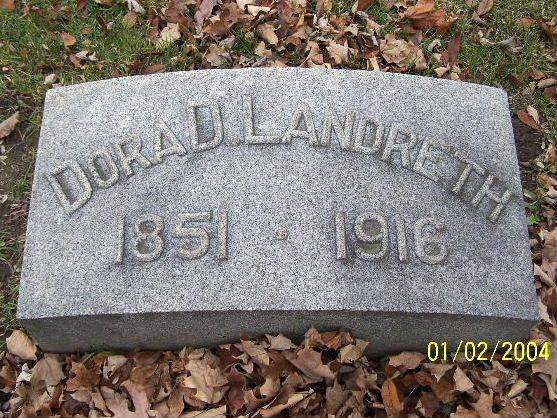 DORA D. LANDRETH
1851 · 1916
01/02/2004